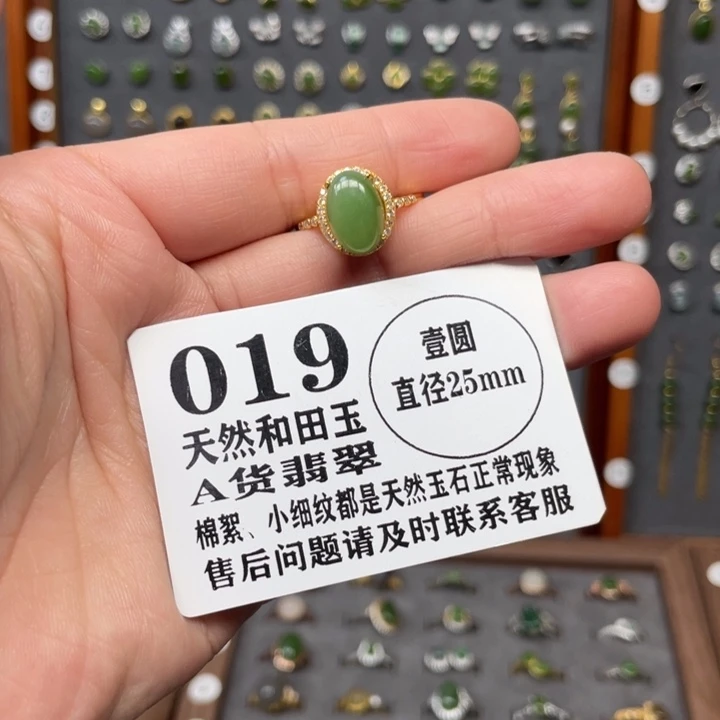 019
壹圆
直径25mm
天然和田玉
A货翡翠
棉絮、小细纹都是天然玉石正常现象
售后问题请及时联系客服